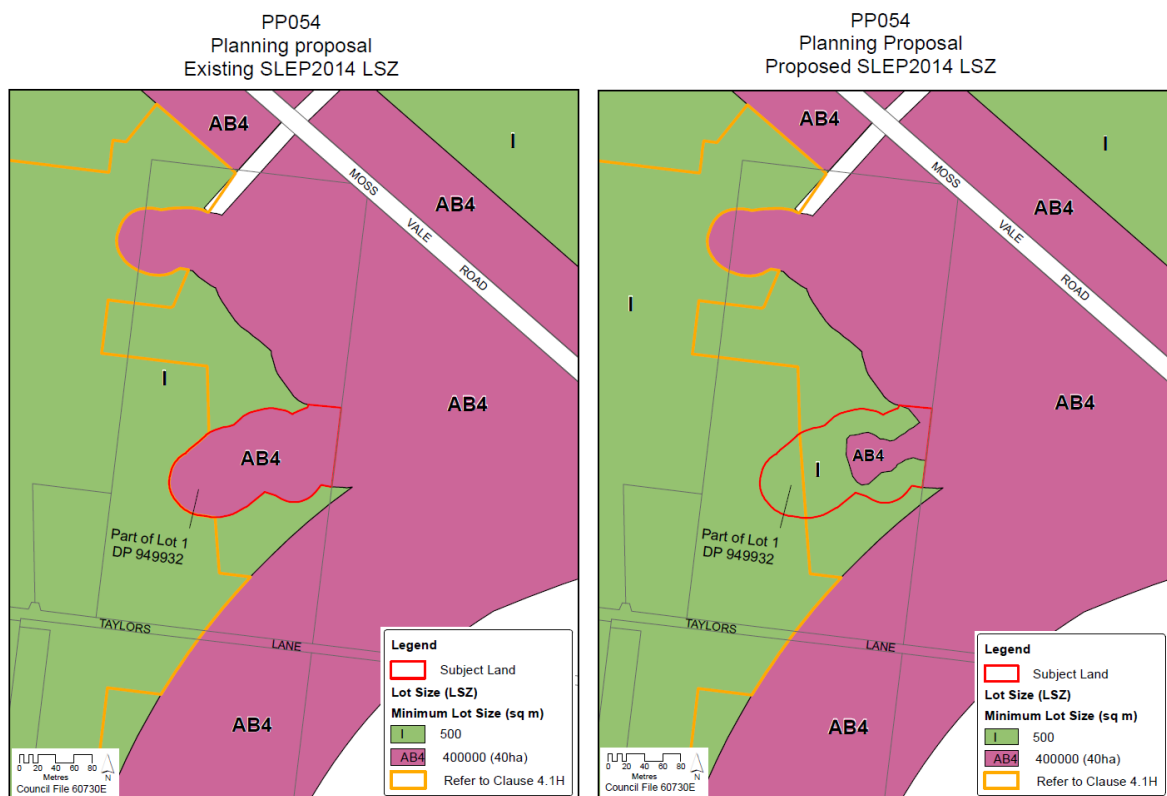 PP054
Planning proposal
Existing SLEP2014 LSZ
AB4
I
MOSS
VALE
ROAD
AB4
I
AB4
AB4
Part of Lot 1
DP 949932
TAYLORS
LANE
AB4
Legend
Subject Land
Lot Size (LSZ)
Minimum Lot Size (sq m)
I 500
AB4 400000 (40ha)
Refer to Clause 4.1H
0 20 40 60 80
Metres
N
Council File 60730E
PP054
Planning Proposal
Proposed SLEP2014 LSZ
AB4
I
MOSS
VALE
ROAD
AB4
I
AB4
AB4
I
Part of Lot 1
DP 949932
TAYLORS
LANE
AB4
Legend
Subject Land
Lot Size (LSZ)
Minimum Lot Size (sq m)
I 500
AB4 400000 (40ha)
Refer to Clause 4.1H
0 20 40 60 80
Metres
N
Council File 60730E